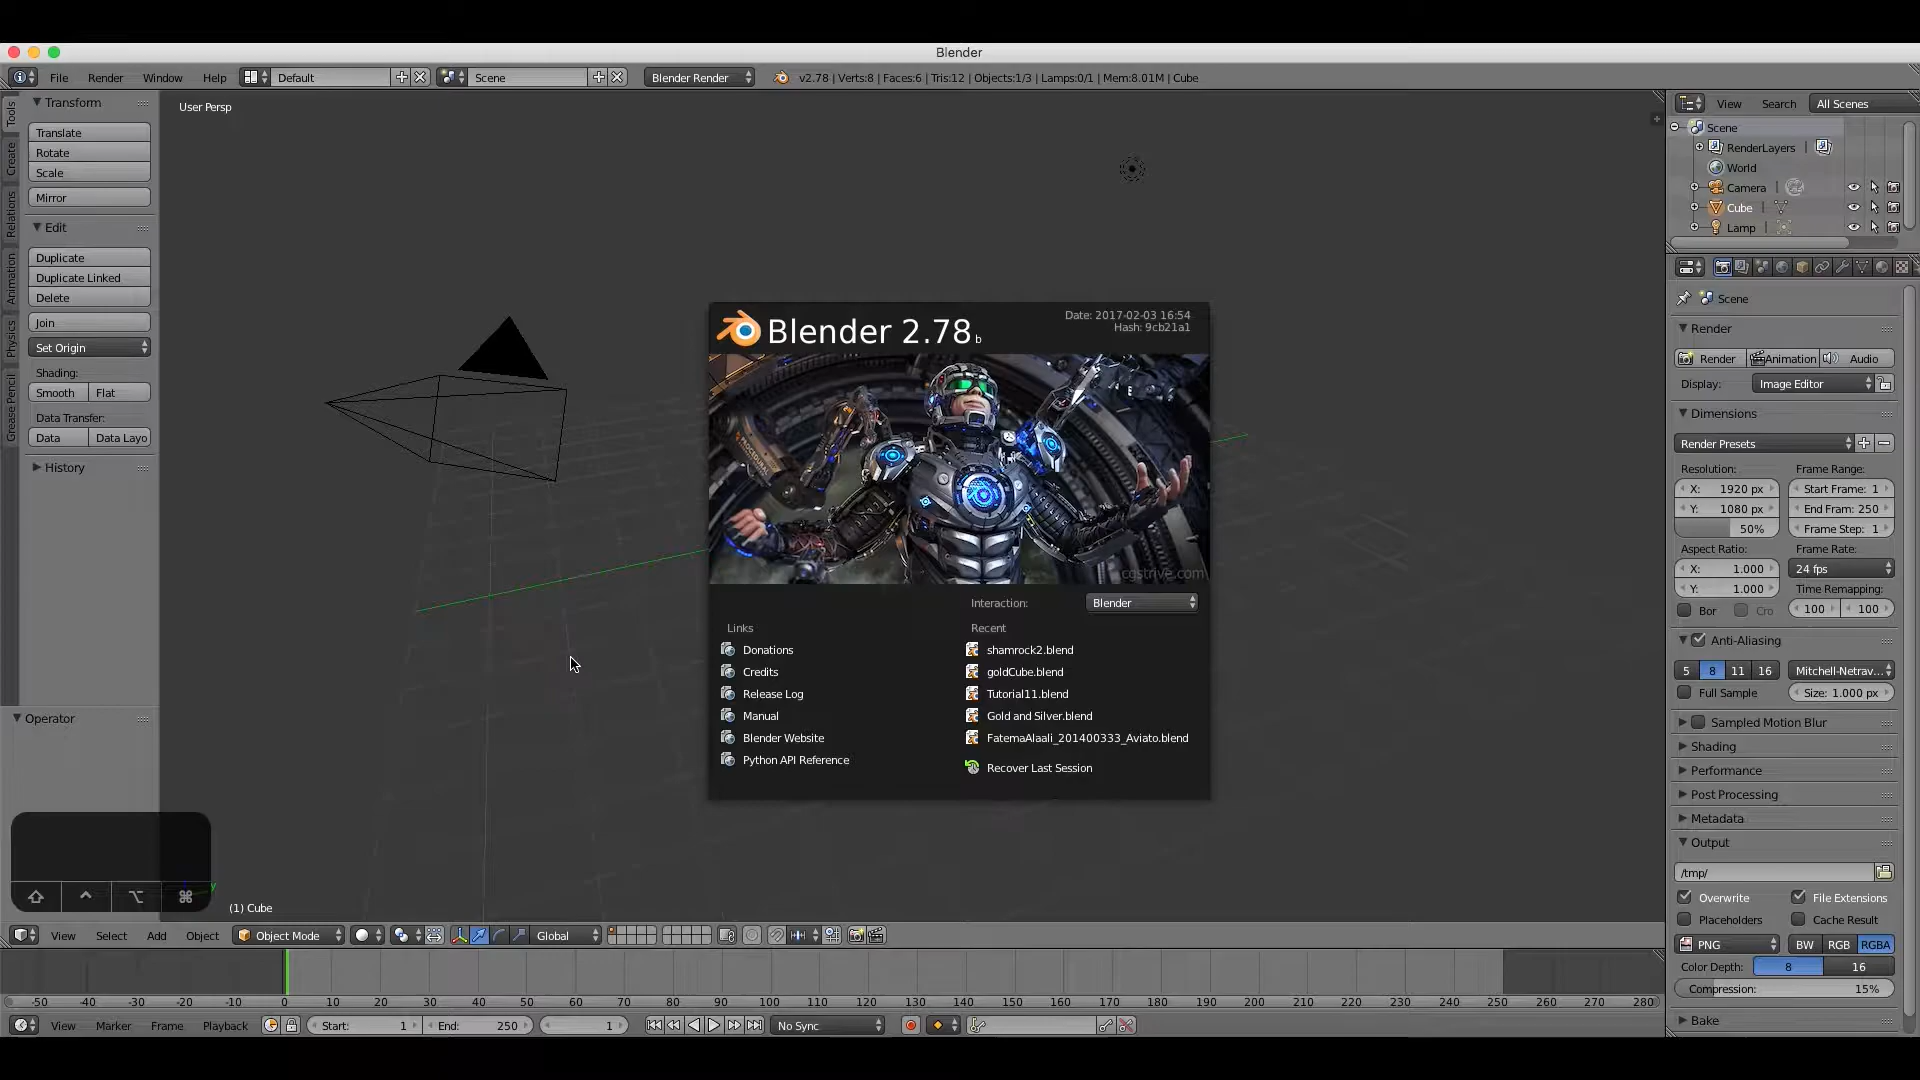 Blender
File Render Window Help Default Scene Blender Render v2.78 | Verts:8 | Faces:6 | Tris:12 | Objects:1/3 | Lamps:0/1 | Mem:8.01M | Cube
Tools
Create
Relations
Animation
Physics
Grease Pencil
Transform
Translate
Rotate
Scale
Mirror
Edit
Duplicate
Duplicate Linked
Delete
Join
Set Origin
Shading:
Smooth Flat
Data Transfer:
Data Data Layo
History
Operator
User Persp
Blender 2.78 b
Date: 2017-02-03 16:54
Hash: 9cb21a1
cgstrive.com
Interaction: Blender
Links
Donations
Credits
Release Log
Manual
Blender Website
Python API Reference
Recent
shamrock2.blend
goldCube.blend
Tutorial11.blend
Gold and Silver.blend
FatemaAlaali_201400333_Aviato.blend
Recover Last Session
y
(1) Cube
View Select Add Object Object Mode Global
-50 -40 -30 -20 -10 0 10 20 30 40 50 60 70 80 90 100 110 120 130 140 150 160 170 180 190 200 210 220 230 240 250 260 270 280
View Marker Frame Playback Start: 1 End: 250 1 No Sync
View Search All Scenes
Scene
RenderLayers
World
Camera
Cube
Lamp
Scene
Render
Render Animation Audio
Display: Image Editor
Dimensions
Render Presets
Resolution: Frame Range:
X: 1920 px Start Frame: 1
Y: 1080 px End Fram: 250
50% Frame Step: 1
Aspect Ratio: Frame Rate:
X: 1.000 24 fps
Y: 1.000 Time Remapping:
Bor Cro 100 100
Anti-Aliasing
5 8 11 16 Mitchell-Netrav...
Full Sample Size: 1.000 px
Sampled Motion Blur
Shading
Performance
Post Processing
Metadata
Output
/tmp/
Overwrite File Extensions
Placeholders Cache Result
PNG BW RGB RGBA
Color Depth: 8 16
Compression: 15%
Bake